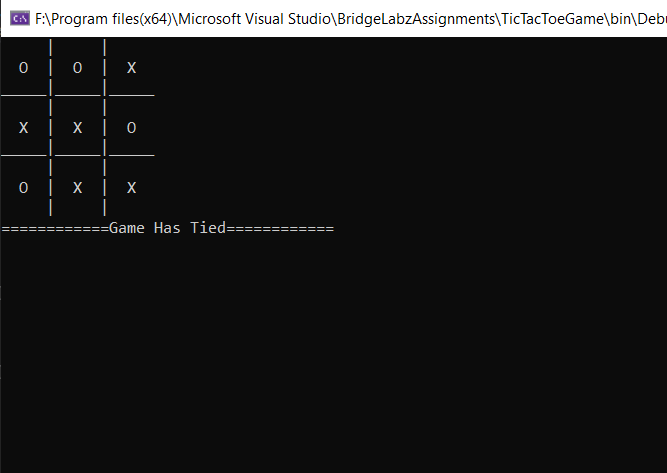 C:\ F:\Program files(x64)\Microsoft Visual Studio\BridgeLabzAssignments\TicTacToeGame\bin\Debu
O | O | X
X | X | O
O | X | X
============Game Has Tied============